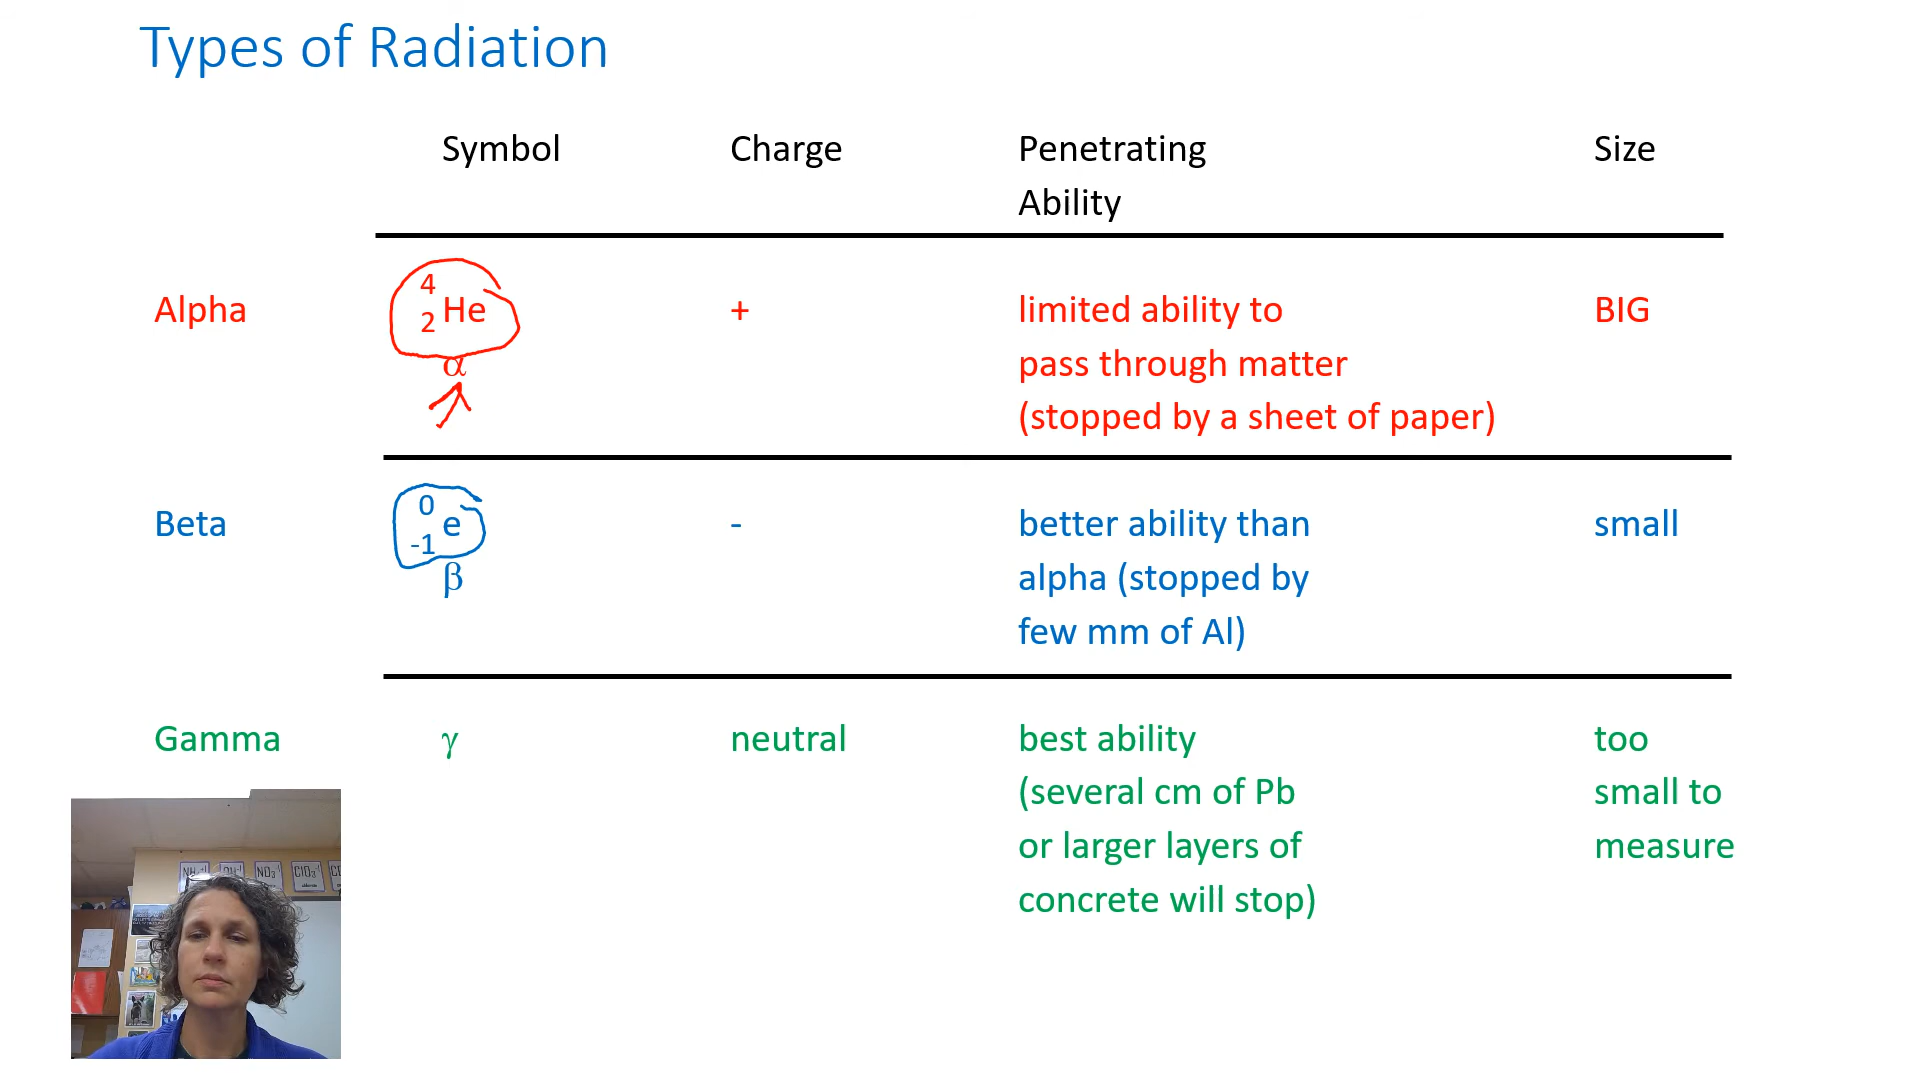 Types of Radiation
Symbol Charge Penetrating Size
Ability
4
Alpha He + limited ability to BIG
2
α pass through matter
(stopped by a sheet of paper)
0
Beta e - better ability than small
-1
β alpha (stopped by
few mm of Al)
Gamma γ neutral best ability too
(several cm of Pb small to
or larger layers of measure
concrete will stop)
ClO₃⁻¹